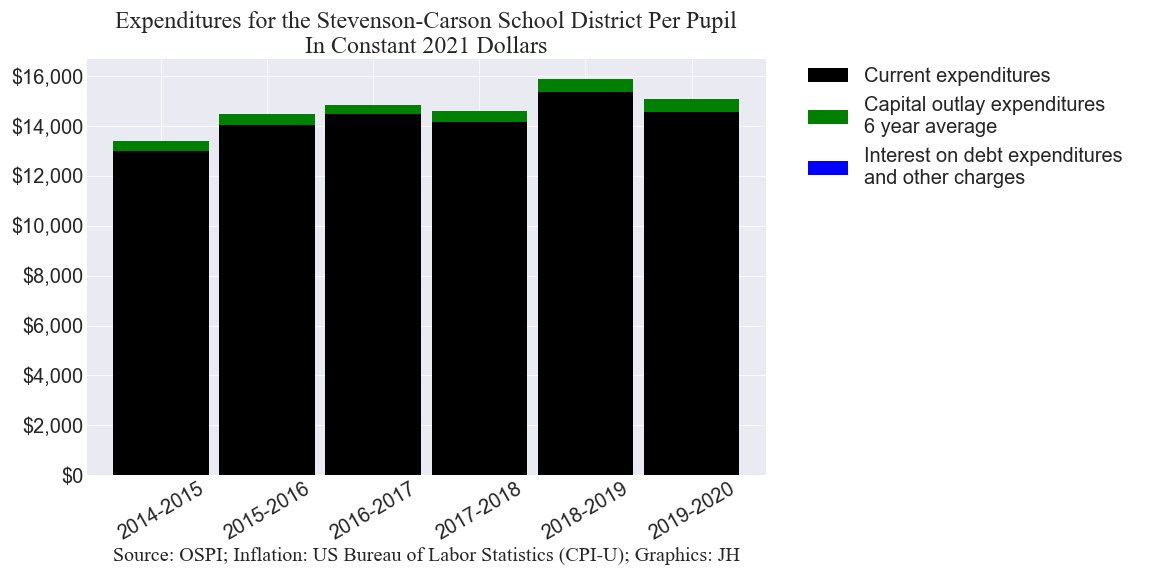 Expenditures for the Stevenson-Carson School District Per Pupil
In Constant 2021 Dollars
$16,000
$14,000
$12,000
$10,000
$8,000
$6,000
$4,000
$2,000
$0
2014-2015
2015-2016
2016-2017
2017-2018
2018-2019
2019-2020
Current expenditures
Capital outlay expenditures
6 year average
Interest on debt expenditures
and other charges
Source: OSPI; Inflation: US Bureau of Labor Statistics (CPI-U); Graphics: JH